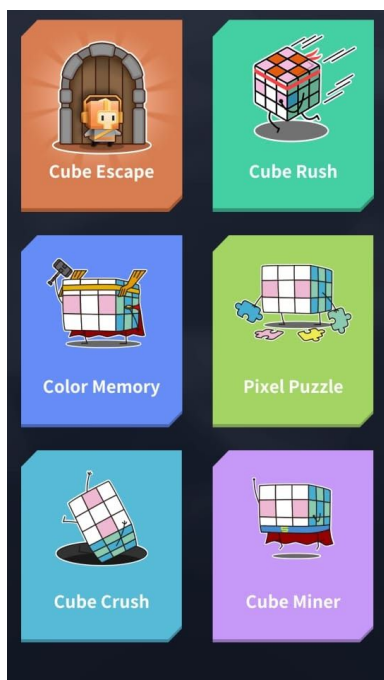 Cube Escape
Cube Rush
Color Memory
Pixel Puzzle
Cube Crush
Cube Miner